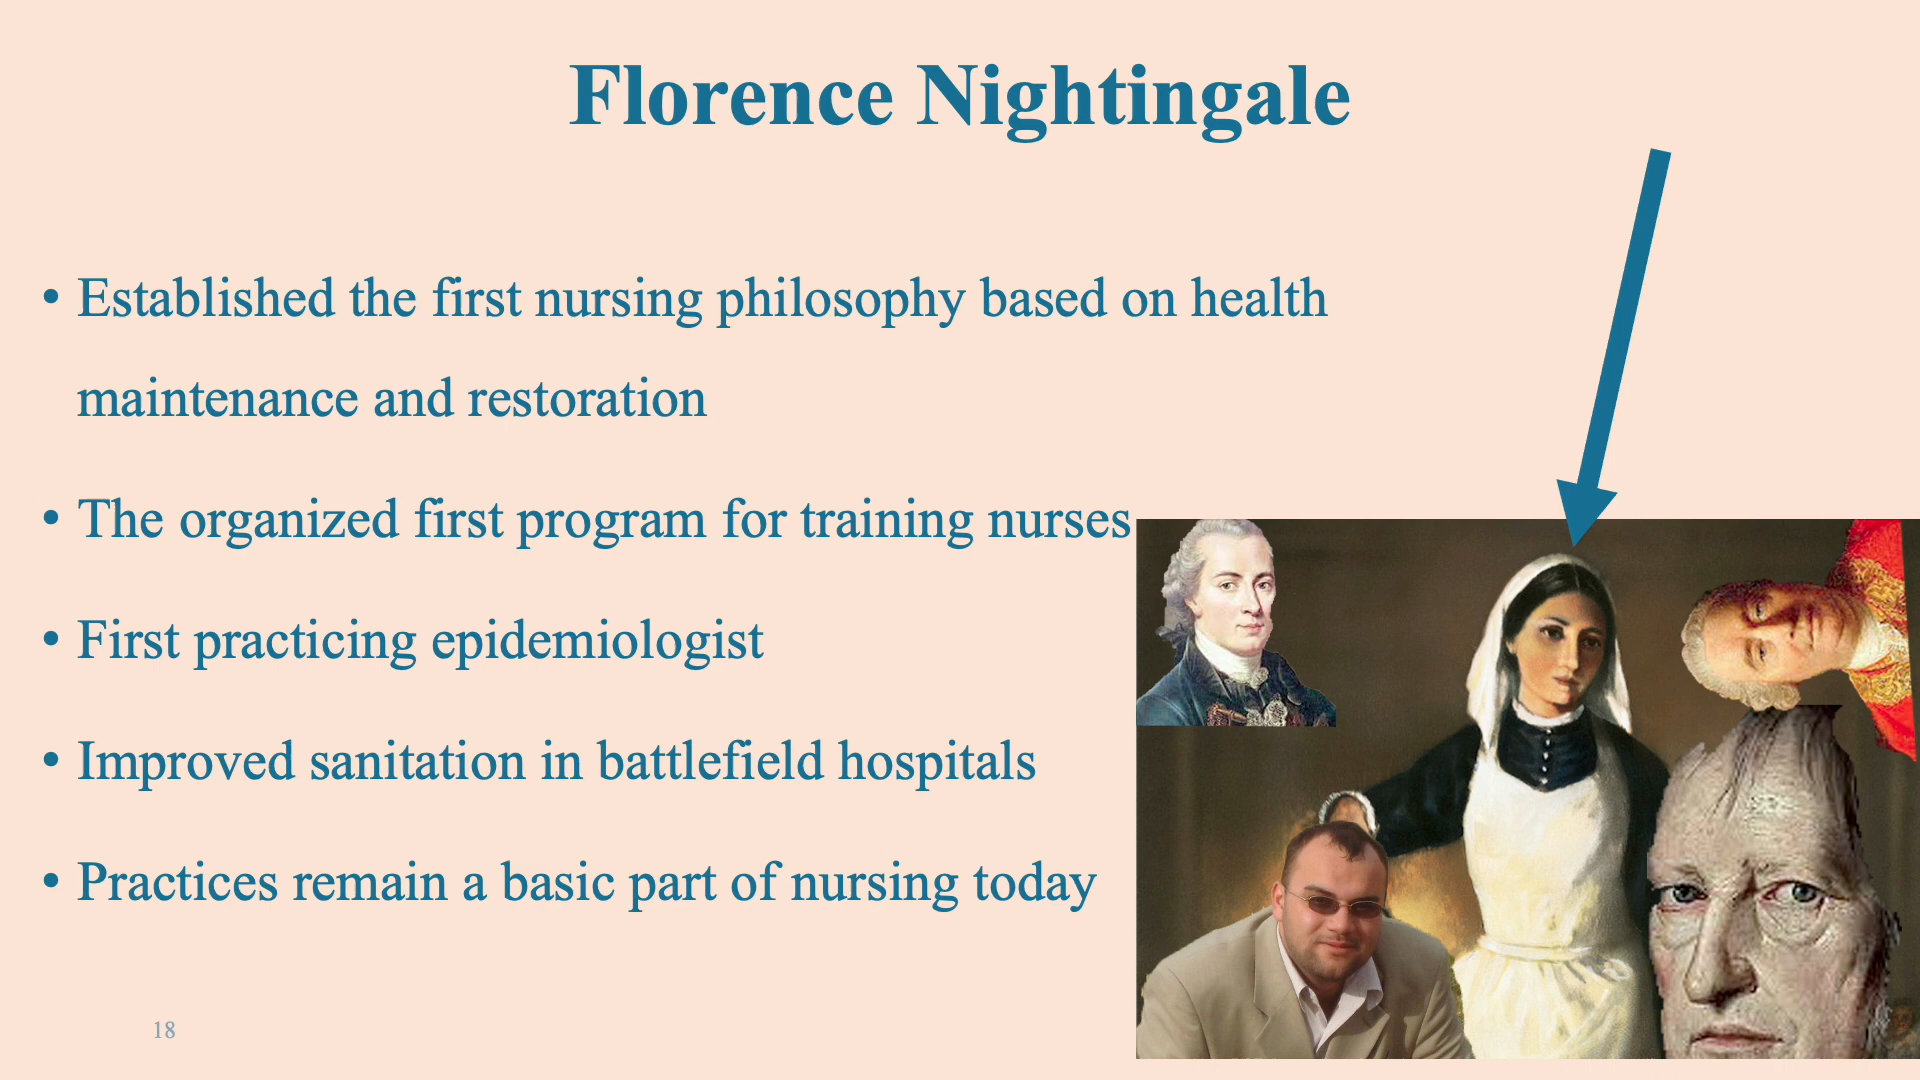 Florence Nightingale
• Established the first nursing philosophy based on health
maintenance and restoration
• The organized first program for training nurses
• First practicing epidemiologist
• Improved sanitation in battlefield hospitals
• Practices remain a basic part of nursing today
18